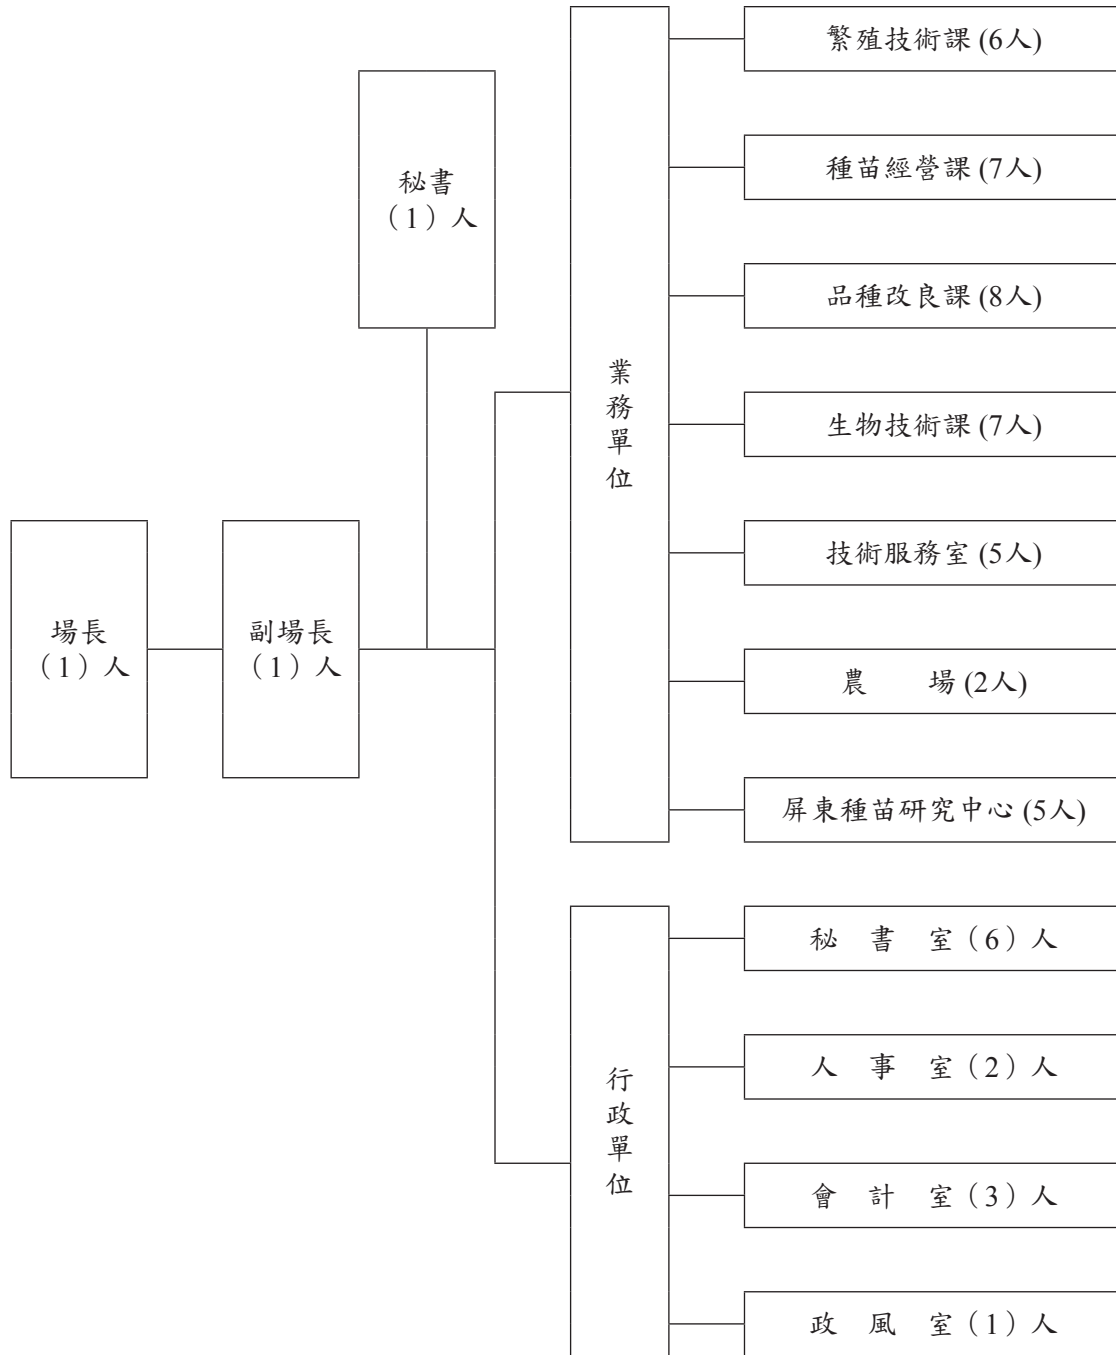 繁殖技術課 (6人)
秘書
（1）人
種苗經營課 (7人)
品種改良課 (8人)
業務單位
生物技術課 (7人)
技術服務室 (5人)
場長
（1）人
副場長
（1）人
農　　場 (2人)
屏東種苗研究中心 (5人)
秘　書　室（6）人
行政單位
人　事　室（2）人
會　計　室（3）人
政　風　室（1）人